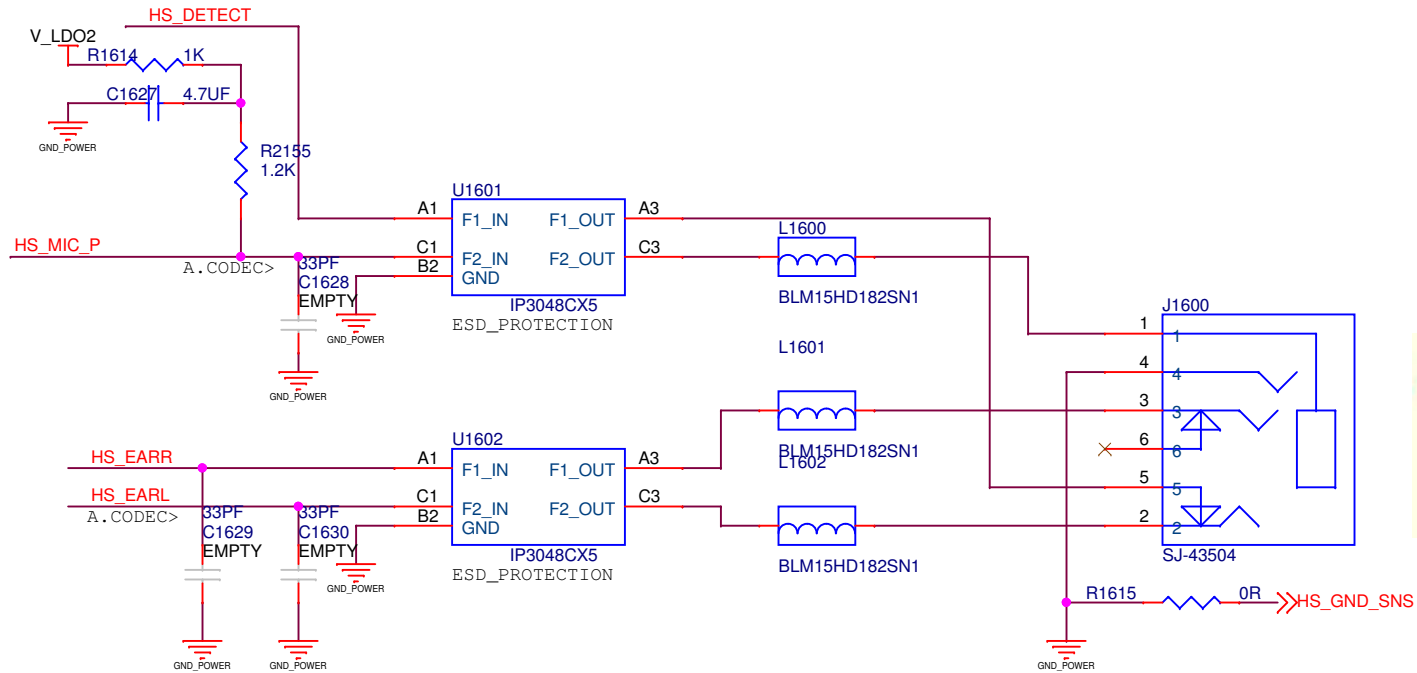 HS_DETECT
V_LDO2
R1614 1K
C1627 4.7UF
GND_POWER
R2155
1.2K
U1601
A1 F1_IN F1_OUT A3
HS_MIC_P
C1 F2_IN F2_OUT C3
B2 GND
A.CODEC>
33PF
C1628
EMPTY
IP3048CX5
ESD_PROTECTION
GND_POWER
GND_POWER
L1600
BLM15HD182SN1
L1601
BLM15HD182SN1
L1602
BLM15HD182SN1
J1600
1 1
4 4
3 3
6 6
5 5
2 2
SJ-43504
U1602
HS_EARR
A1 F1_IN F1_OUT A3
HS_EARL
C1 F2_IN F2_OUT C3
B2 GND
A.CODEC>
33PF
C1629
EMPTY
33PF
C1630
EMPTY
IP3048CX5
ESD_PROTECTION
GND_POWER
R1615 0R HS_GND_SNS
GND_POWER
GND_POWER
GND_POWER